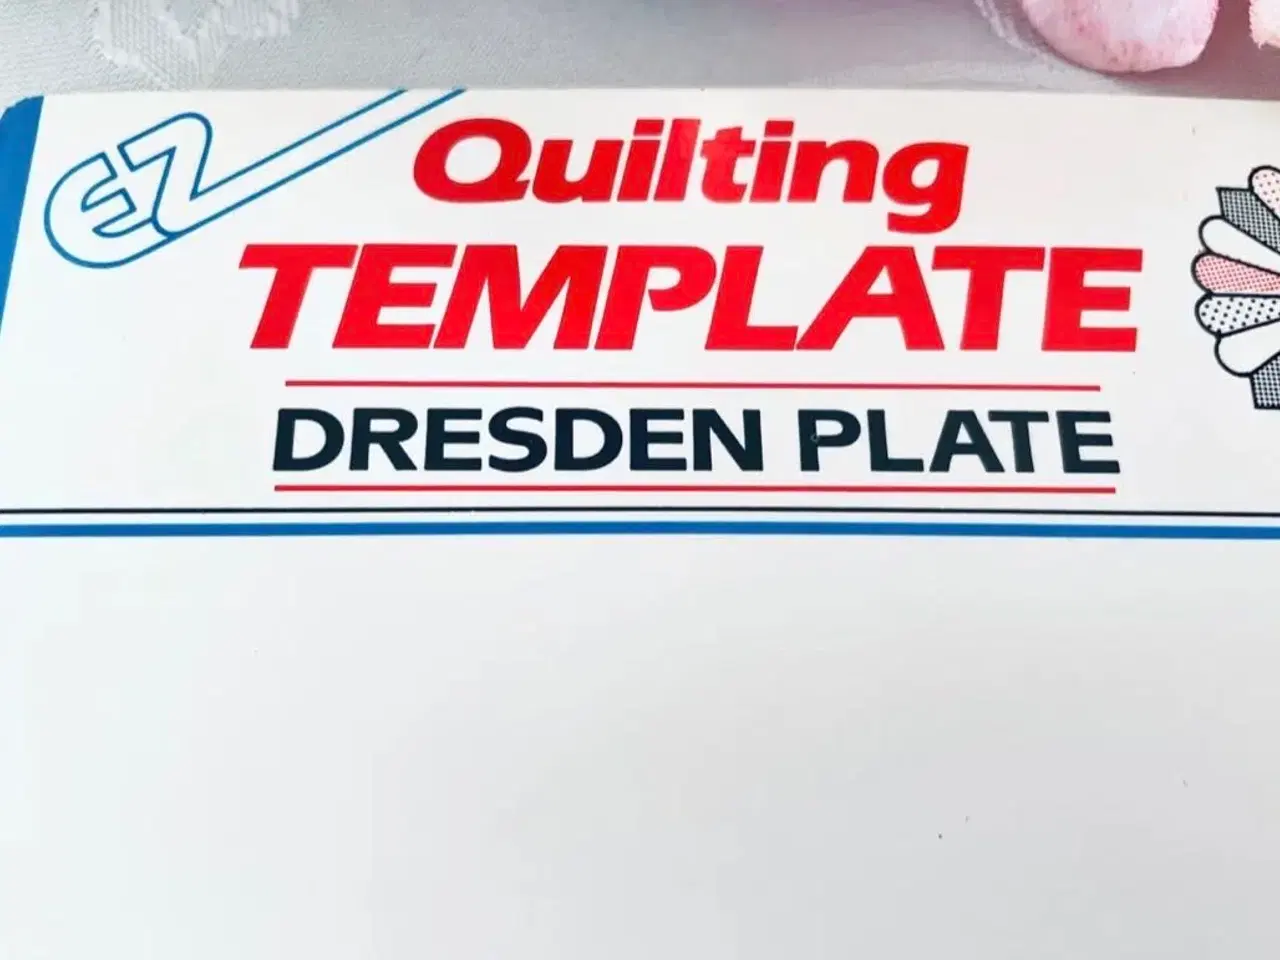 EZ
Quilting
TEMPLATE
DRESDEN PLATE